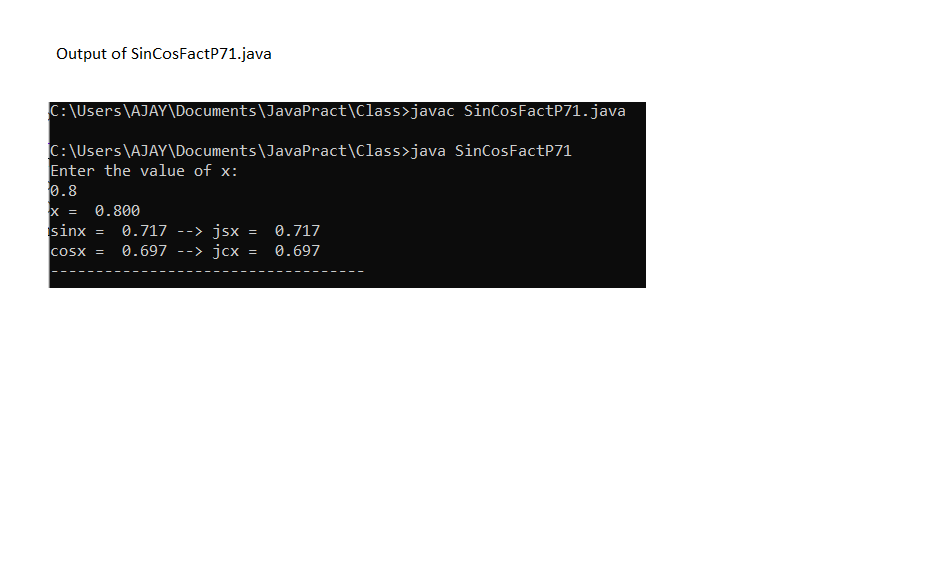 Output of SinCosFactP71.java
C:\Users\AJAY\Documents\JavaPract\Class>javac SinCosFactP71.java
C:\Users\AJAY\Documents\JavaPract\Class>java SinCosFactP71
Enter the value of x:
0.8
x =  0.800
sinx =  0.717 --> jsx =  0.717
cosx =  0.697 --> jcx =  0.697
-----------------------------------